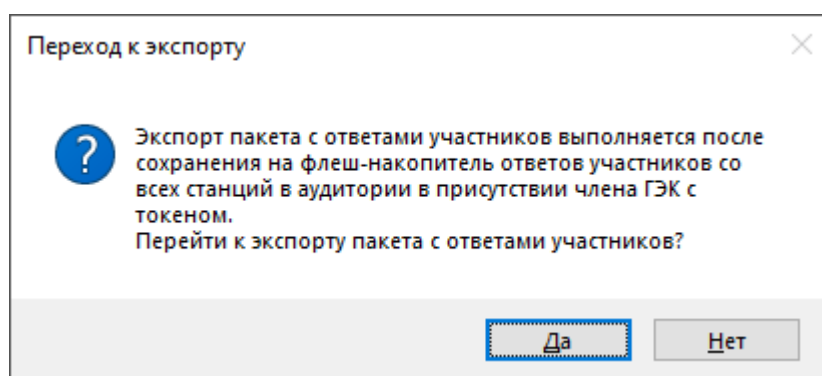 Переход к экспорту
Экспорт пакета с ответами участников выполняется после
сохранения на флеш-накопитель ответов участников со
всех станций в аудитории в присутствии члена ГЭК с
токеном.
Перейти к экспорту пакета с ответами участников?
Да
Нет